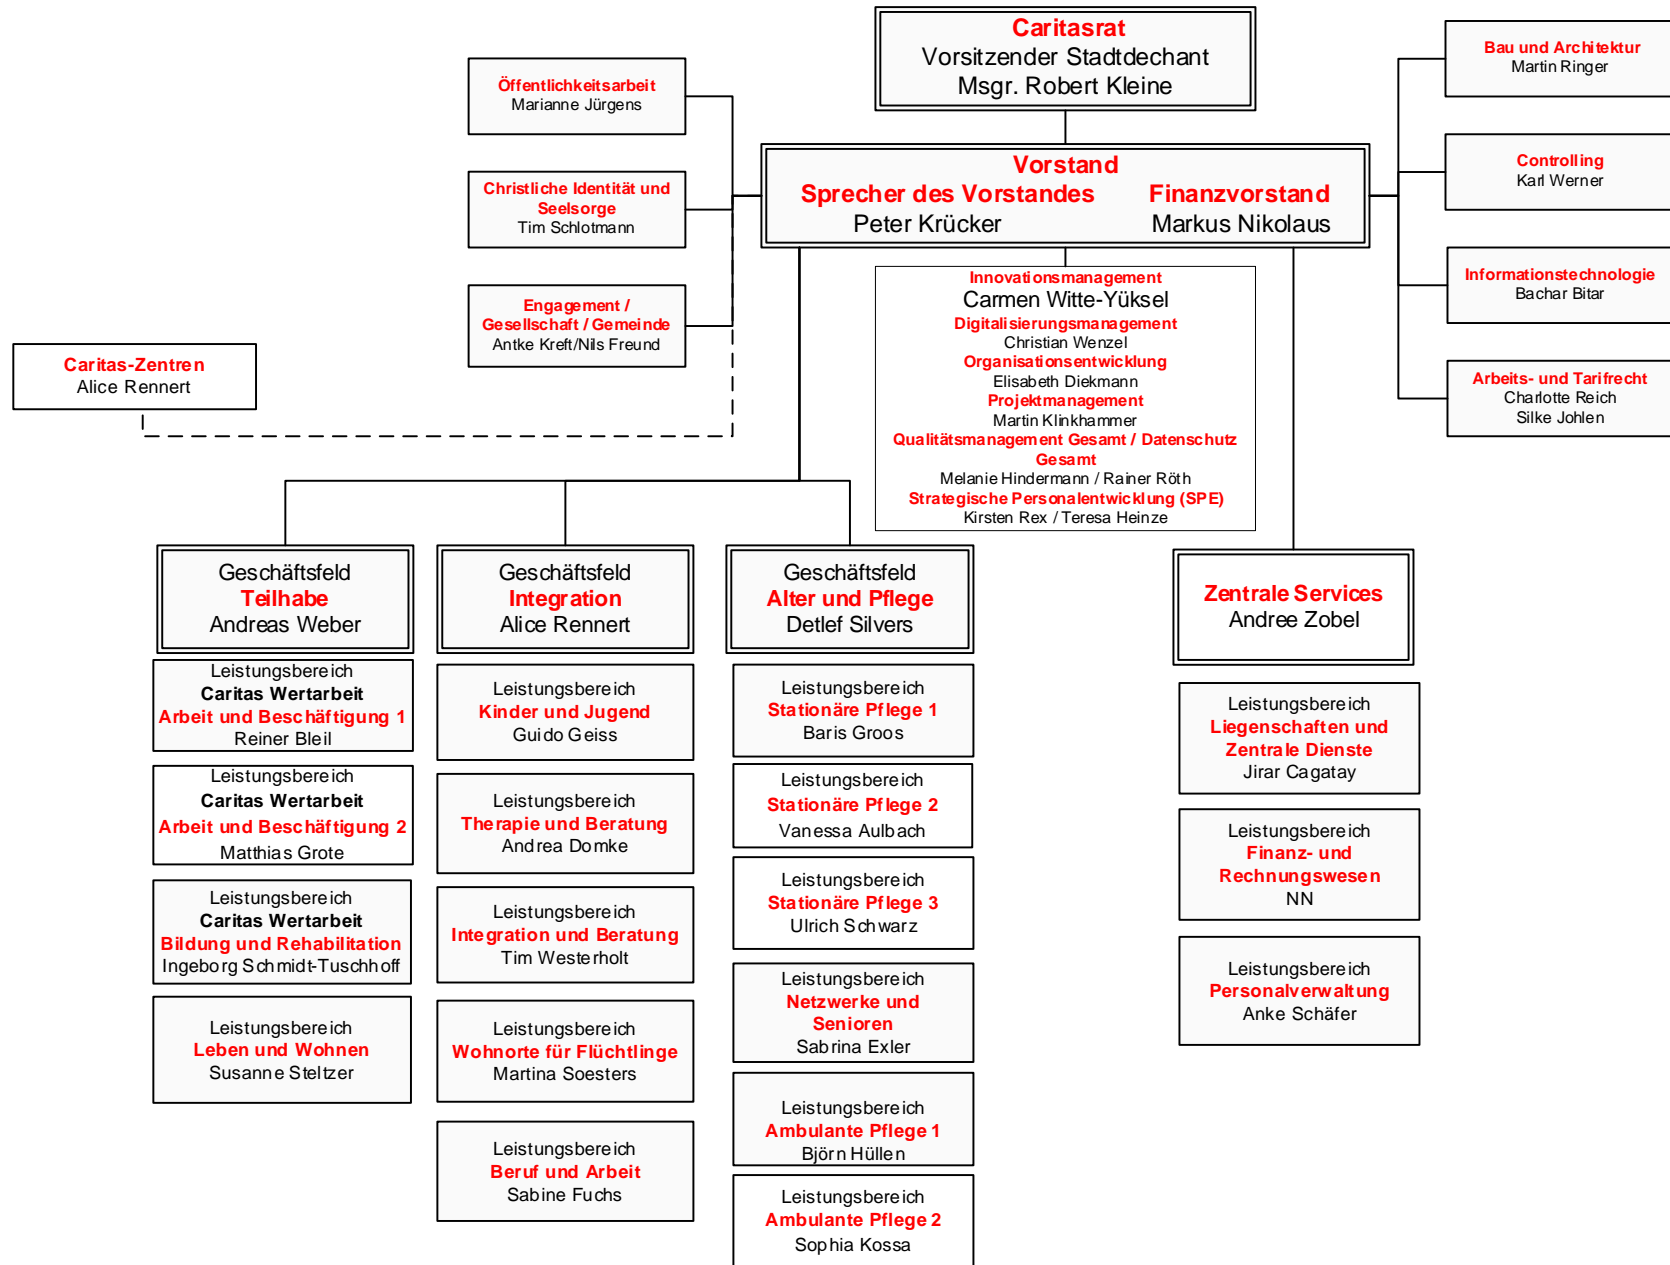 Caritasrat
Vorsitzender Stadtdechant
Msgr. Robert Kleine
Öffentlichkeitsarbeit
Marianne Jürgens
Christliche Identität und
Seelsorge
Tim Schlotmann
Engagement /
Gesellschaft / Gemeinde
Antke Kreft/Nils Freund
Caritas-Zentren
Alice Rennert
Vorstand
Sprecher des Vorstandes Finanzvorstand
Peter Krücker Markus Nikolaus
Bau und Architektur
Martin Ringer
Controlling
Karl Werner
Informationstechnologie
Bachar Bitar
Arbeits- und Tarifrecht
Charlotte Reich
Silke Johlen
Innovationsmanagement
Carmen Witte-Yüksel
Digitalisierungsmanagement
Christian Wenzel
Organisationsentwicklung
Elisabeth Diekmann
Projektmanagement
Martin Klinkhammer
Qualitätsmanagement Gesamt / Datenschutz
Gesamt
Melanie Hindermann / Rainer Röth
Strategische Personalentwicklung (SPE)
Kirsten Rex / Teresa Heinze
Geschäftsfeld
Teilhabe
Andreas Weber
Leistungsbereich
Caritas Wertarbeit
Arbeit und Beschäftigung 1
Reiner Bleil
Leistungsbereich
Caritas Wertarbeit
Arbeit und Beschäftigung 2
Matthias Grote
Leistungsbereich
Caritas Wertarbeit
Bildung und Rehabilitation
Ingeborg Schmidt-Tuschhoff
Leistungsbereich
Leben und Wohnen
Susanne Steltzer
Geschäftsfeld
Integration
Alice Rennert
Leistungsbereich
Kinder und Jugend
Guido Geiss
Leistungsbereich
Therapie und Beratung
Andrea Domke
Leistungsbereich
Integration und Beratung
Tim Westerholt
Leistungsbereich
Wohnorte für Flüchtlinge
Martina Soesters
Leistungsbereich
Beruf und Arbeit
Sabine Fuchs
Geschäftsfeld
Alter und Pflege
Detlef Silvers
Leistungsbereich
Stationäre Pflege 1
Baris Groos
Leistungsbereich
Stationäre Pflege 2
Vanessa Aulbach
Leistungsbereich
Stationäre Pflege 3
Ulrich Schwarz
Leistungsbereich
Netzwerke und
Senioren
Sabrina Exler
Leistungsbereich
Ambulante Pflege 1
Björn Hüllen
Leistungsbereich
Ambulante Pflege 2
Sophia Kossa
Zentrale Services
Andree Zobel
Leistungsbereich
Liegenschaften und
Zentrale Dienste
Jirar Cagatay
Leistungsbereich
Finanz- und
Rechnungswesen
NN
Leistungsbereich
Personalverwaltung
Anke Schäfer